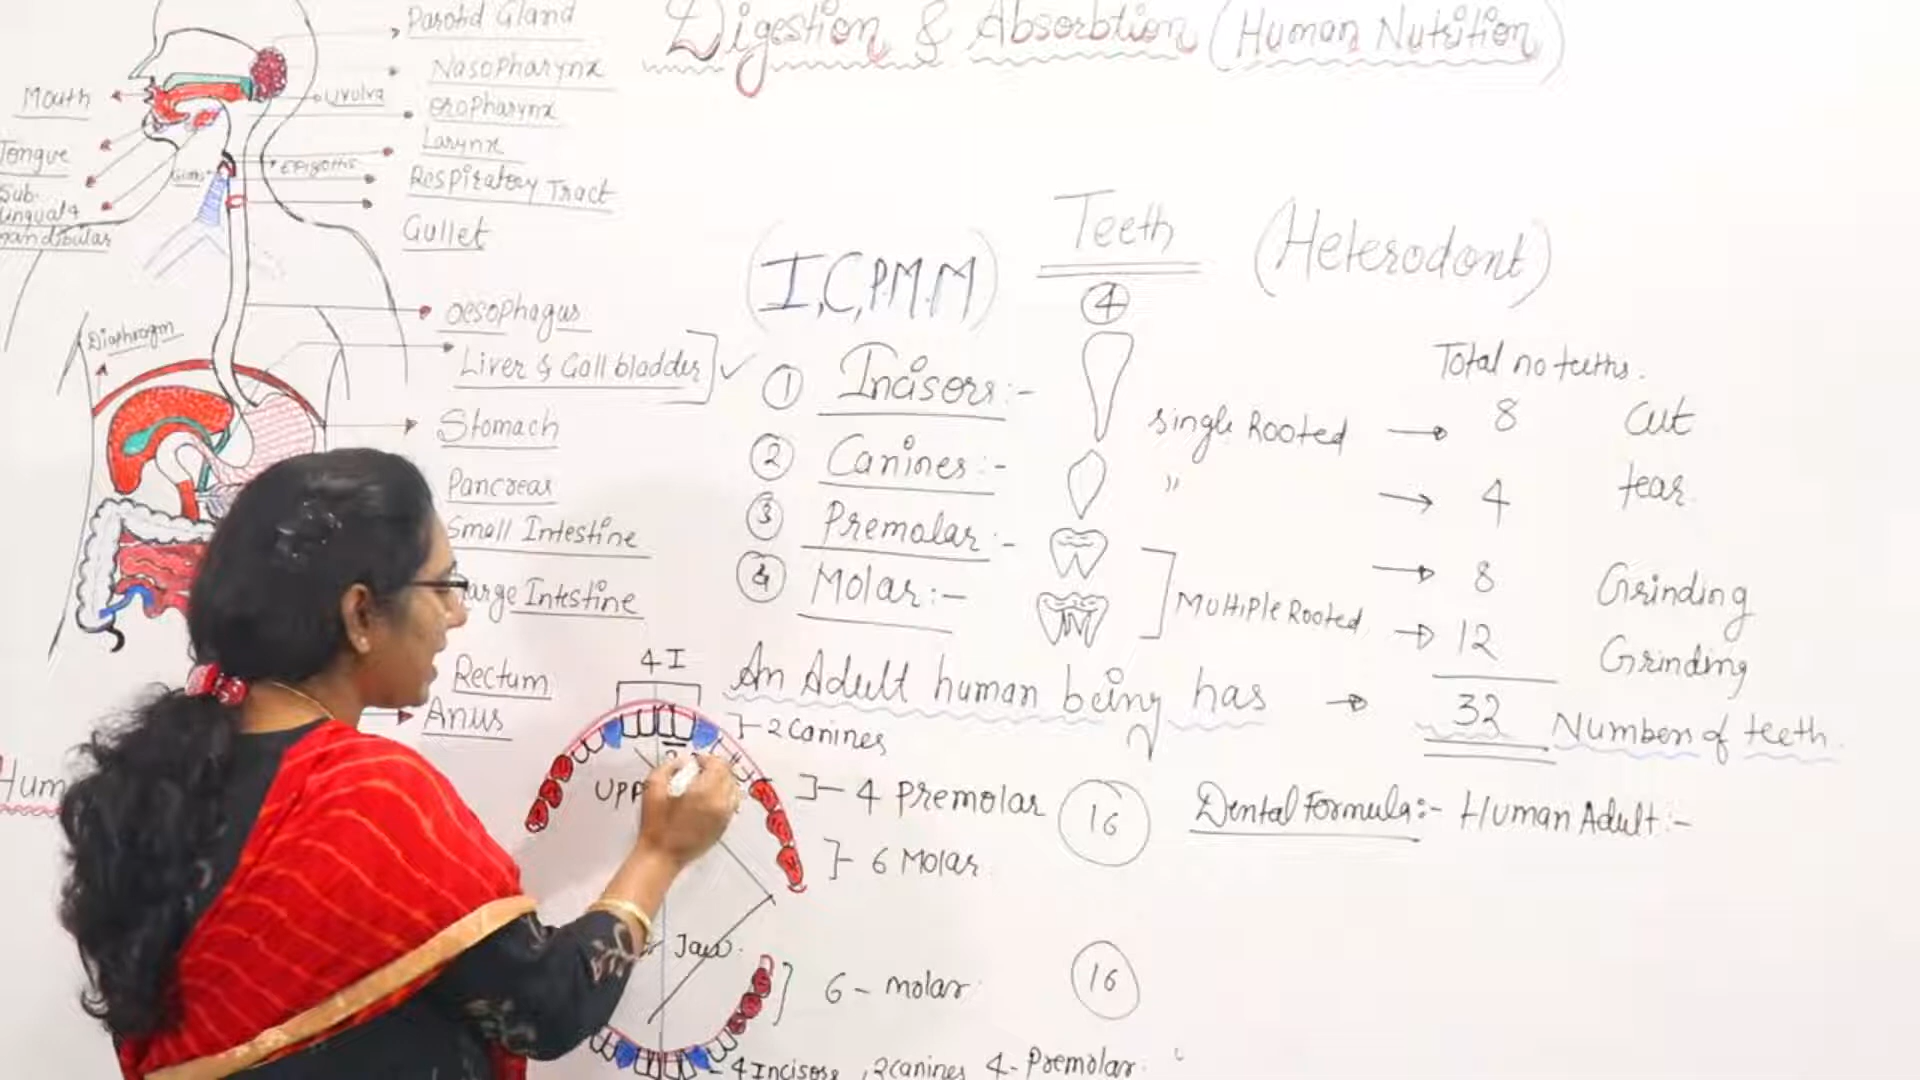 Digestion & Absorbtion (Human Nutrition)
Parotid Gland
Nasopharynx
Mouth
Uvulva
oropharynx
Larynx
Tongue
Epiglottis
Respiratory Tract
Sub-
lingual &
mandibular
Gullet
Diaphragm
oesophagus
Liver & Gall bladder
Stomach
Pancreas
Small Intestine
Large Intestine
Rectum
Anus
Hum
Teeth (Heterodont)
(I,C,P.M.M)
4
Total no teeths.
1 Incisors:- single Rooted → 8 Cut
2 Canines:- " → 4 tear
3 Premolar:- → 8 Grinding
4 Molar:- Multiple Rooted → 12 Grinding
An Adult human being has → 32 Numbers of teeth.
4 I
2 Canines
UPP
4 Premolar
16
6 Molar
Dental Formula:- Human Adult:-
Jaw.
6 - molar
16
4 Incisors, 2 canines 4- Premolar.